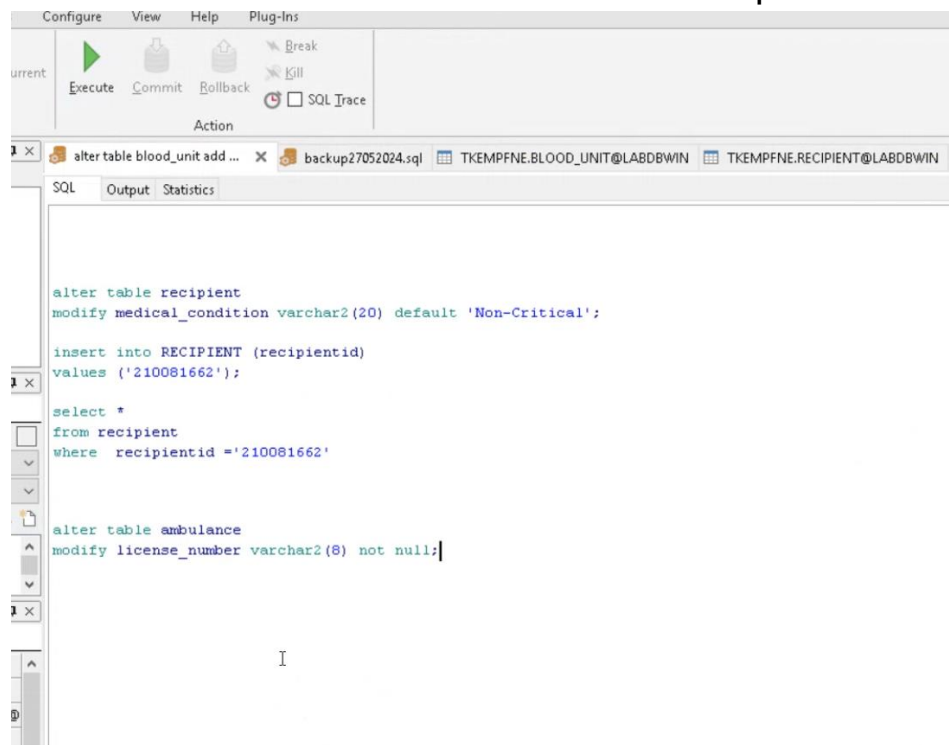 Configure View Help Plug-Ins
urrent
Execute Commit Rollback
Break
Kill
SQL Trace
Action
alter table blood_unit add ... backup27052024.sql TKEMPFNE.BLOOD_UNIT@LABDBWIN TKEMPFNE.RECIPIENT@LABDBWIN
SQL Output Statistics
alter table recipient
modify medical_condition varchar2(20) default 'Non-Critical';
insert into RECIPIENT (recipientid)
values ('210081662');
select *
from recipient
where recipientid ='210081662'
alter table ambulance
modify license_number varchar2(8) not null;
@